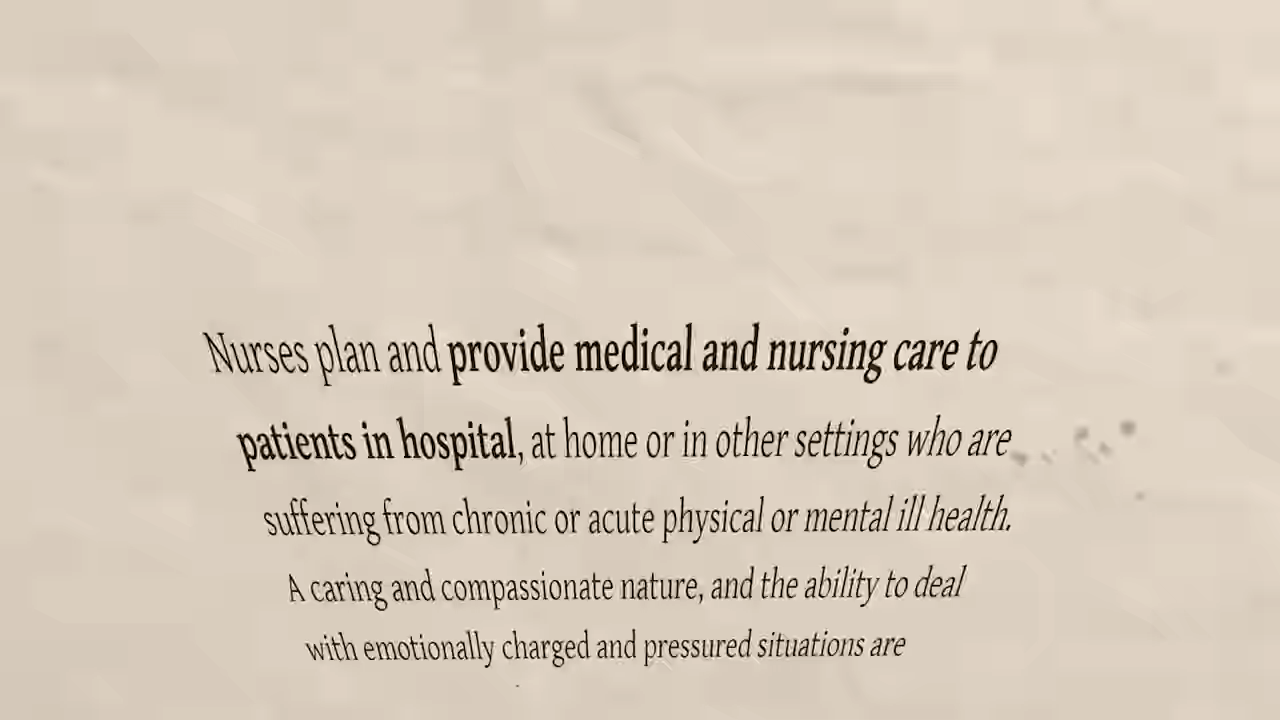 Nurses plan and provide medical and nursing care to
patients in hospital, at home or in other settings who are
suffering from chronic or acute physical or mental ill health.
A caring and compassionate nature, and the ability to deal
with emotionally charged and pressured situations are